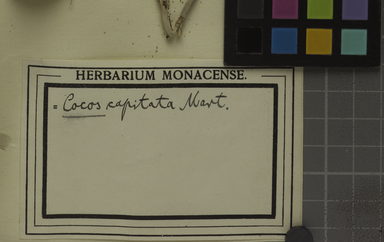 HERBARIUM MONACENSE.
= Cocos capitata Mart.